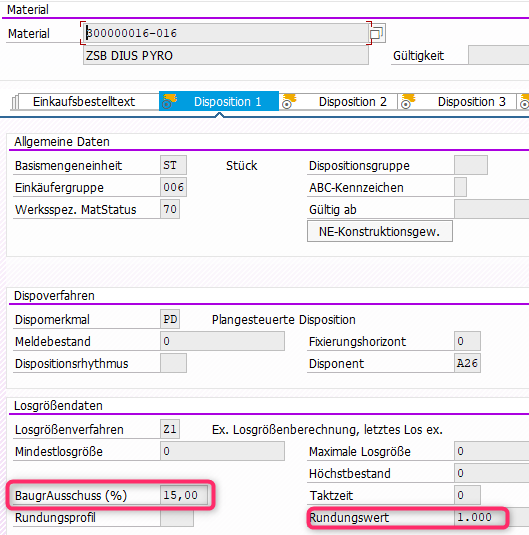 Material
Material 300000016-016
ZSB DIUS PYRO Gültigkeit
Einkaufsbestelltext Disposition 1 Disposition 2 Disposition 3
Allgemeine Daten
Basismengeneinheit ST Stück Dispositionsgruppe
Einkäufergruppe 006 ABC-Kennzeichen
Werksspez. MatStatus 70 Gültig ab
NE-Konstruktionsgew.
Dispoverfahren
Dispomerkmal PD Plangesteuerte Disposition
Meldebestand 0 Fixierungshorizont 0
Dispositionsrhythmus Disponent A26
Losgrößendaten
Losgrößenverfahren Z1 Ex. Losgrößenberechnung, letztes Los ex.
Mindestlosgröße 0 Maximale Losgröße 0
Höchstbestand 0
BaugrAusschuss (%) 15,00 Taktzeit 0
Rundungsprofil Rundungswert 1.000